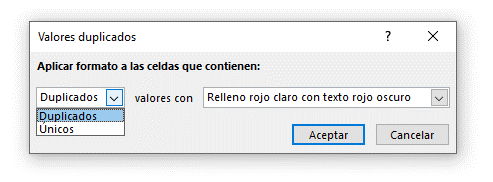 Valores duplicados
Aplicar formato a las celdas que contienen:
Duplicados valores con Relleno rojo claro con texto rojo oscuro
Duplicados
Únicos
Aceptar Cancelar